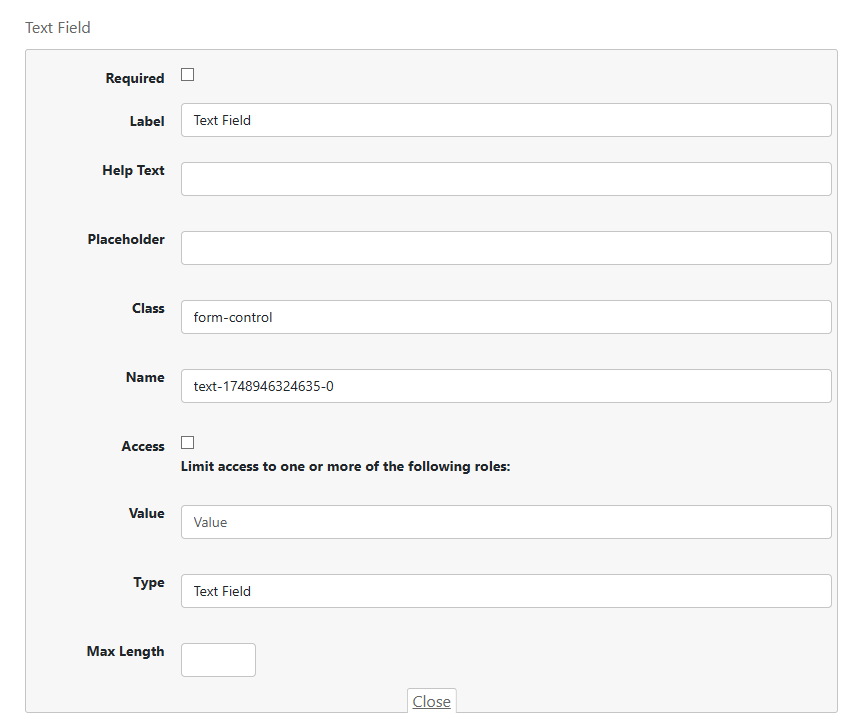 Text Field
Required
Label Text Field
Help Text
Placeholder
Class form-control
Name text-1748946324635-0
Access
Limit access to one or more of the following roles:
Value Value
Type Text Field
Max Length
Close